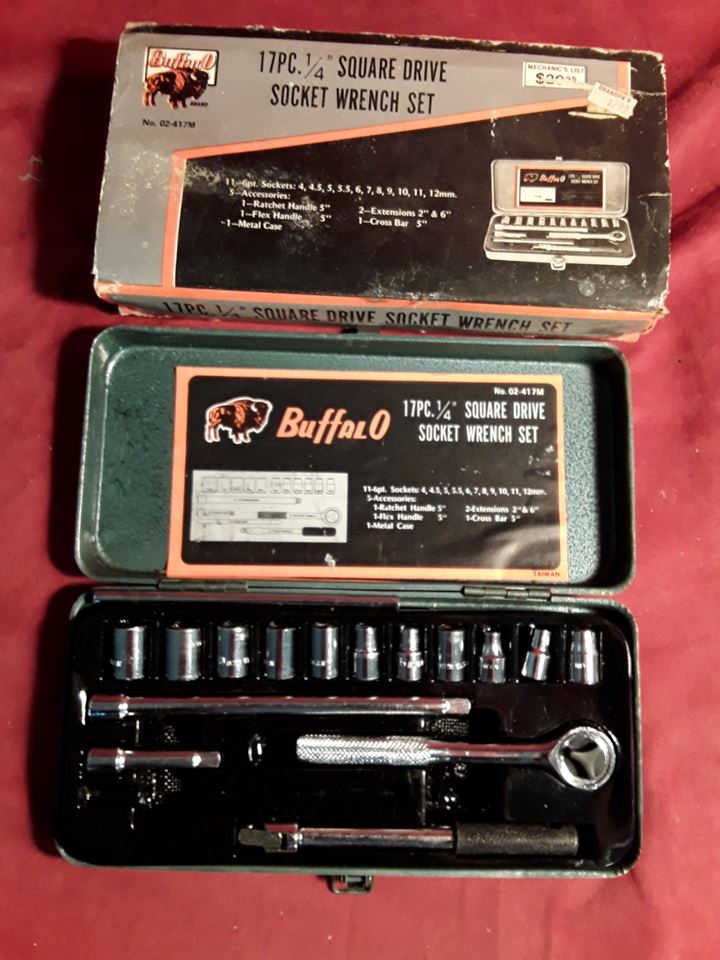 Buffalo
BRAND
No. 02-417M
17PC. 1/4" SQUARE DRIVE
SOCKET WRENCH SET
MECHANIC'S LIST
GRANDPA'S
11—6pt. Sockets: 4, 4.5, 5, 5.5, 6, 7, 8, 9, 10, 11, 12mm.
5—Accessories:
1—Ratchet Handle 5"
1—Flex Handle 5"
2—Extensions 2" & 6"
1—Cross Bar 5"
1—Metal Case
17PC. 1/4" SQUARE DRIVE SOCKET WRENCH SET
No. 02-417M
Buffalo
17PC. 1/4" SQUARE DRIVE
SOCKET WRENCH SET
11-6pt. Sockets: 4, 4.5, 5, 5.5, 6, 7, 8, 9, 10, 11, 12mm.
5-Accessories:
1-Ratchet Handle 5" 2-Extensions 2" & 6"
1-Flex Handle 5" 1-Cross Bar 5"
1-Metal Case
TAIWAN